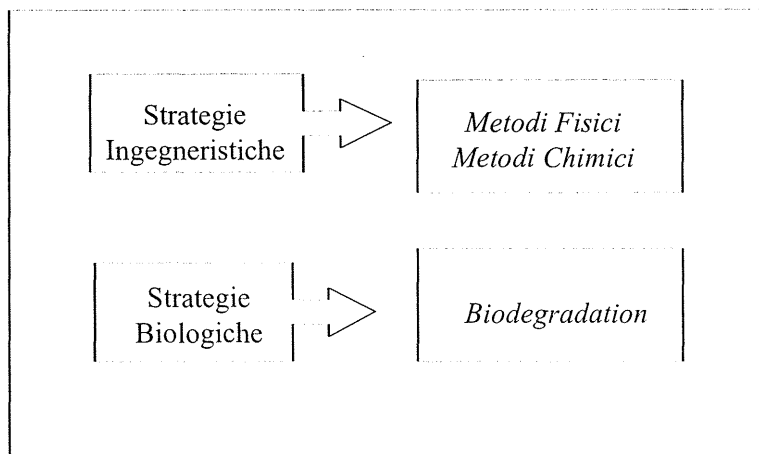 Strategie
Ingegneristiche
Metodi Fisici
Metodi Chimici
Strategie
Biologiche
Biodegradation